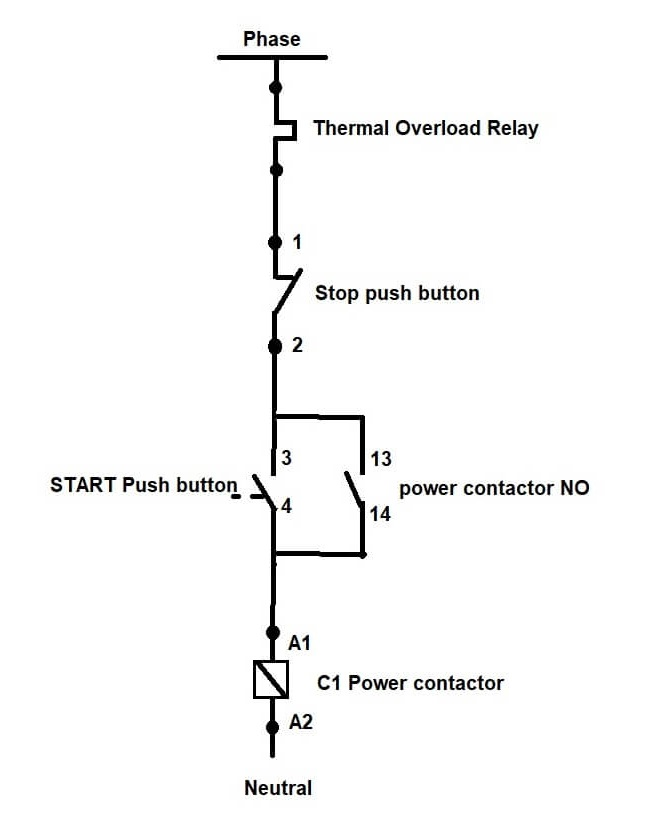 Phase
Thermal Overload Relay
1
Stop push button
2
3
13
START Push button
power contactor NO
4
14
A1
C1 Power contactor
A2
Neutral